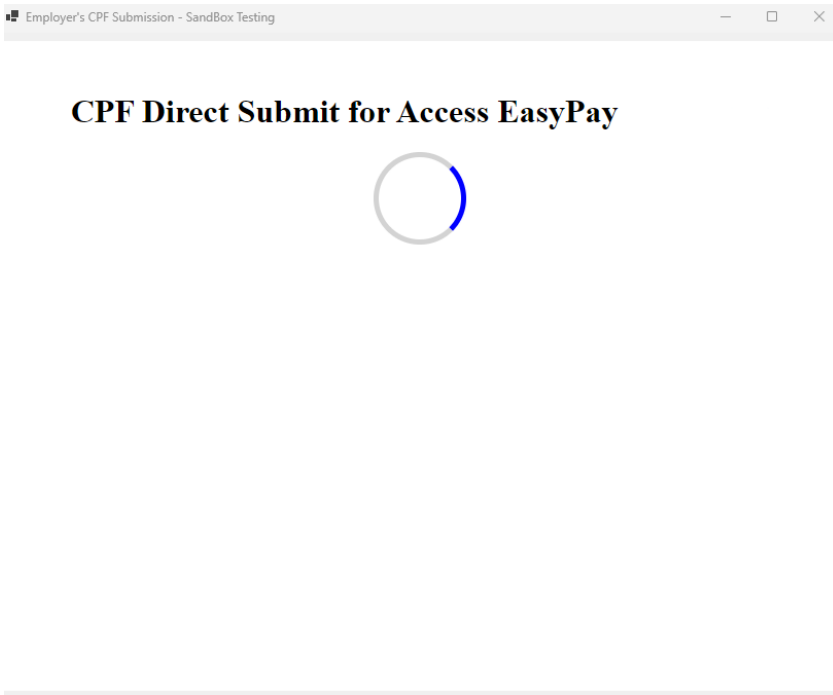 Employer's CPF Submission - SandBox Testing
CPF Direct Submit for Access EasyPay